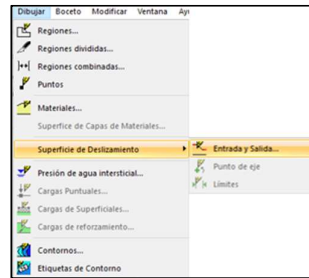 Dibujar Boceto Modificar Ventana Ay
Regiones...
Regiones divididas...
Regiones combinadas...
Puntos
Materiales...
Superfice de Capas de Materiales...
Superficie de Deslizamiento
Entrada y Salida...
Presión de agua intersticial...
Punto de eje
Cargas Puntuales...
Límites
Cargas de Superficiales...
Cargas de reforzamiento...
Contornos...
Etiquetas de Contorno